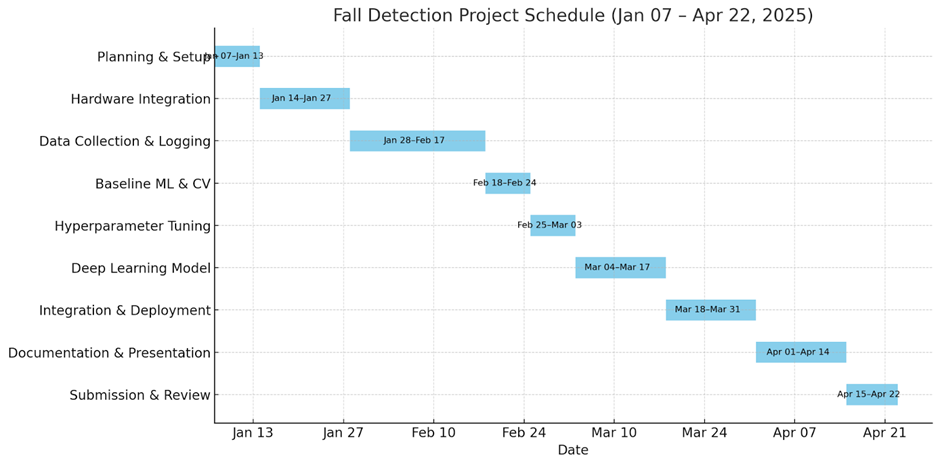 Fall Detection Project Schedule (Jan 07 – Apr 22, 2025)
Planning & Setup
Jan 07–Jan 13
Hardware Integration
Jan 14–Jan 27
Data Collection & Logging
Jan 28–Feb 17
Baseline ML & CV
Feb 18–Feb 24
Hyperparameter Tuning
Feb 25–Mar 03
Deep Learning Model
Mar 04–Mar 17
Integration & Deployment
Mar 18–Mar 31
Documentation & Presentation
Apr 01–Apr 14
Submission & Review
Apr 15–Apr 22
Jan 13 Jan 27 Feb 10 Feb 24 Mar 10 Mar 24 Apr 07 Apr 21
Date